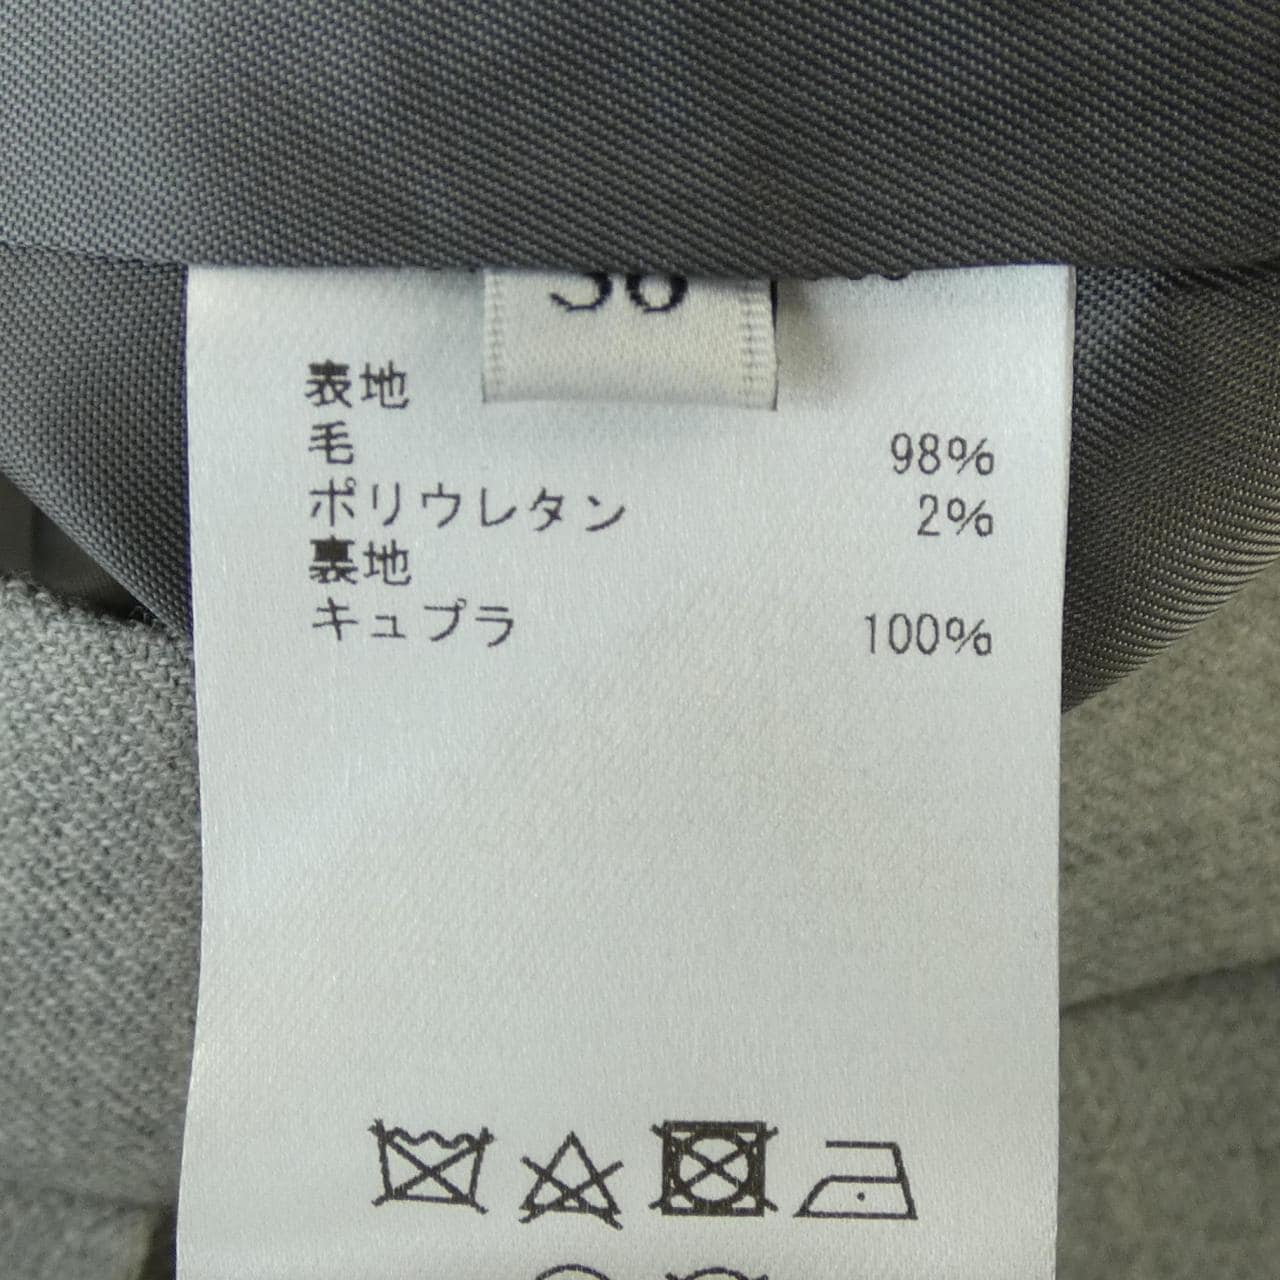 表地
毛 98%
ポリウレタン 2%
裏地
キュプラ 100%